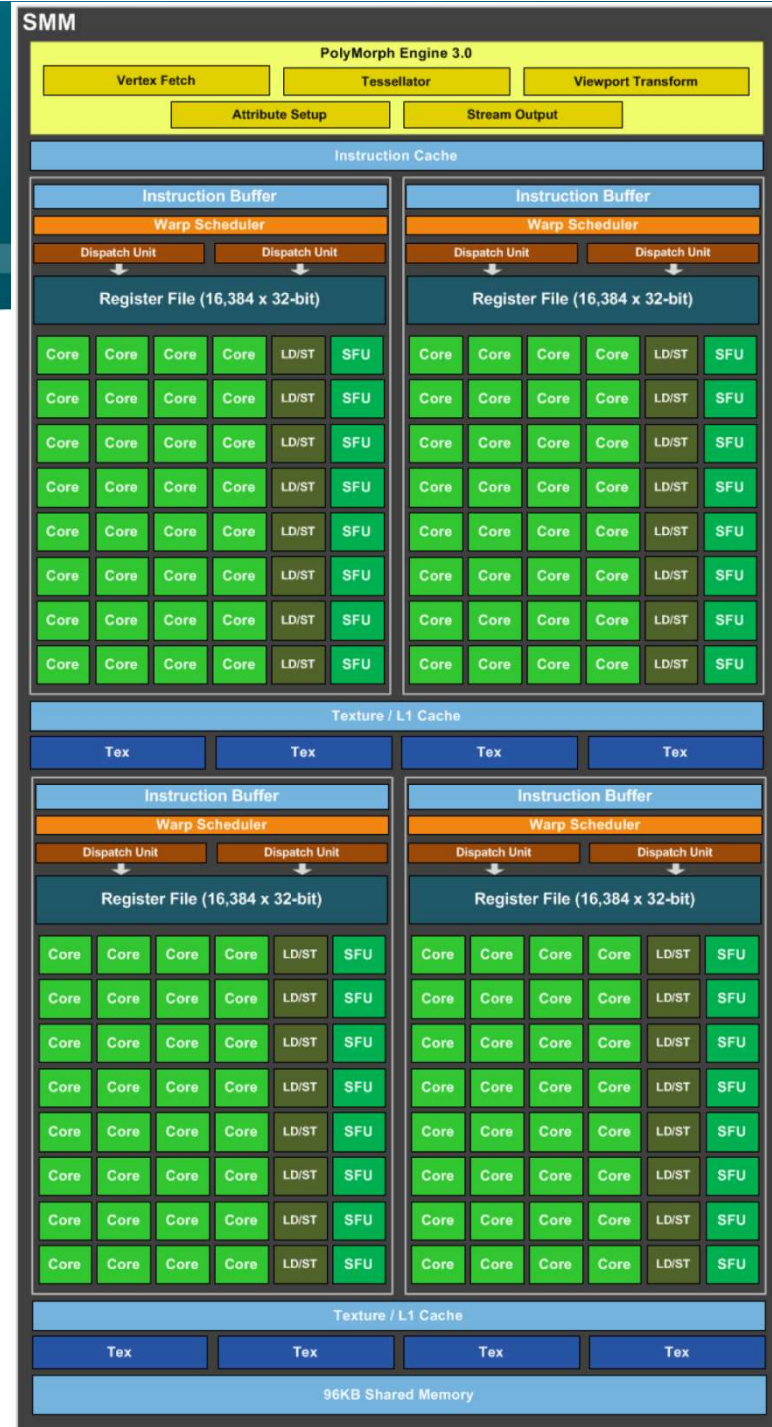 SMM
PolyMorph Engine 3.0
Vertex Fetch Tessellator Viewport Transform
Attribute Setup Stream Output
Instruction Cache
Instruction Buffer Instruction Buffer
Warp Scheduler Warp Scheduler
Dispatch Unit Dispatch Unit Dispatch Unit Dispatch Unit
Register File (16,384 x 32-bit) Register File (16,384 x 32-bit)
Core Core Core Core LD/ST SFU Core Core Core Core LD/ST SFU
Core Core Core Core LD/ST SFU Core Core Core Core LD/ST SFU
Core Core Core Core LD/ST SFU Core Core Core Core LD/ST SFU
Core Core Core Core LD/ST SFU Core Core Core Core LD/ST SFU
Core Core Core Core LD/ST SFU Core Core Core Core LD/ST SFU
Core Core Core Core LD/ST SFU Core Core Core Core LD/ST SFU
Core Core Core Core LD/ST SFU Core Core Core Core LD/ST SFU
Core Core Core Core LD/ST SFU Core Core Core Core LD/ST SFU
Texture / L1 Cache
Tex Tex Tex Tex
Instruction Buffer Instruction Buffer
Warp Scheduler Warp Scheduler
Dispatch Unit Dispatch Unit Dispatch Unit Dispatch Unit
Register File (16,384 x 32-bit) Register File (16,384 x 32-bit)
Core Core Core Core LD/ST SFU Core Core Core Core LD/ST SFU
Core Core Core Core LD/ST SFU Core Core Core Core LD/ST SFU
Core Core Core Core LD/ST SFU Core Core Core Core LD/ST SFU
Core Core Core Core LD/ST SFU Core Core Core Core LD/ST SFU
Core Core Core Core LD/ST SFU Core Core Core Core LD/ST SFU
Core Core Core Core LD/ST SFU Core Core Core Core LD/ST SFU
Core Core Core Core LD/ST SFU Core Core Core Core LD/ST SFU
Core Core Core Core LD/ST SFU Core Core Core Core LD/ST SFU
Texture / L1 Cache
Tex Tex Tex Tex
96KB Shared Memory